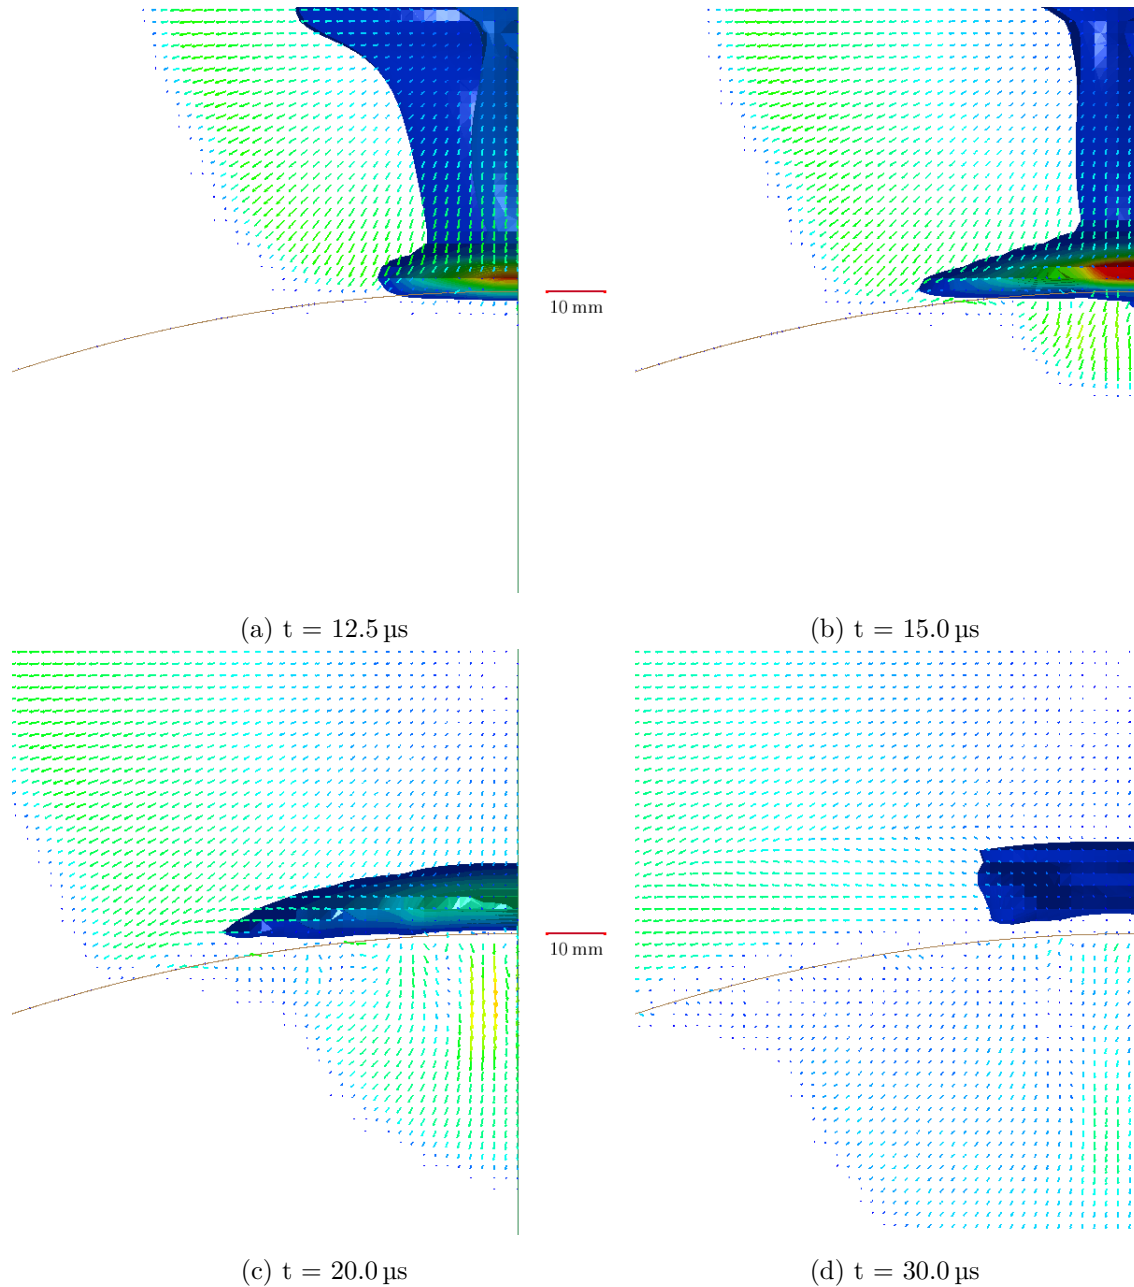 10 mm
(a) t = 12.5 µs
(b) t = 15.0 µs
10 mm
(c) t = 20.0 µs
(d) t = 30.0 µs